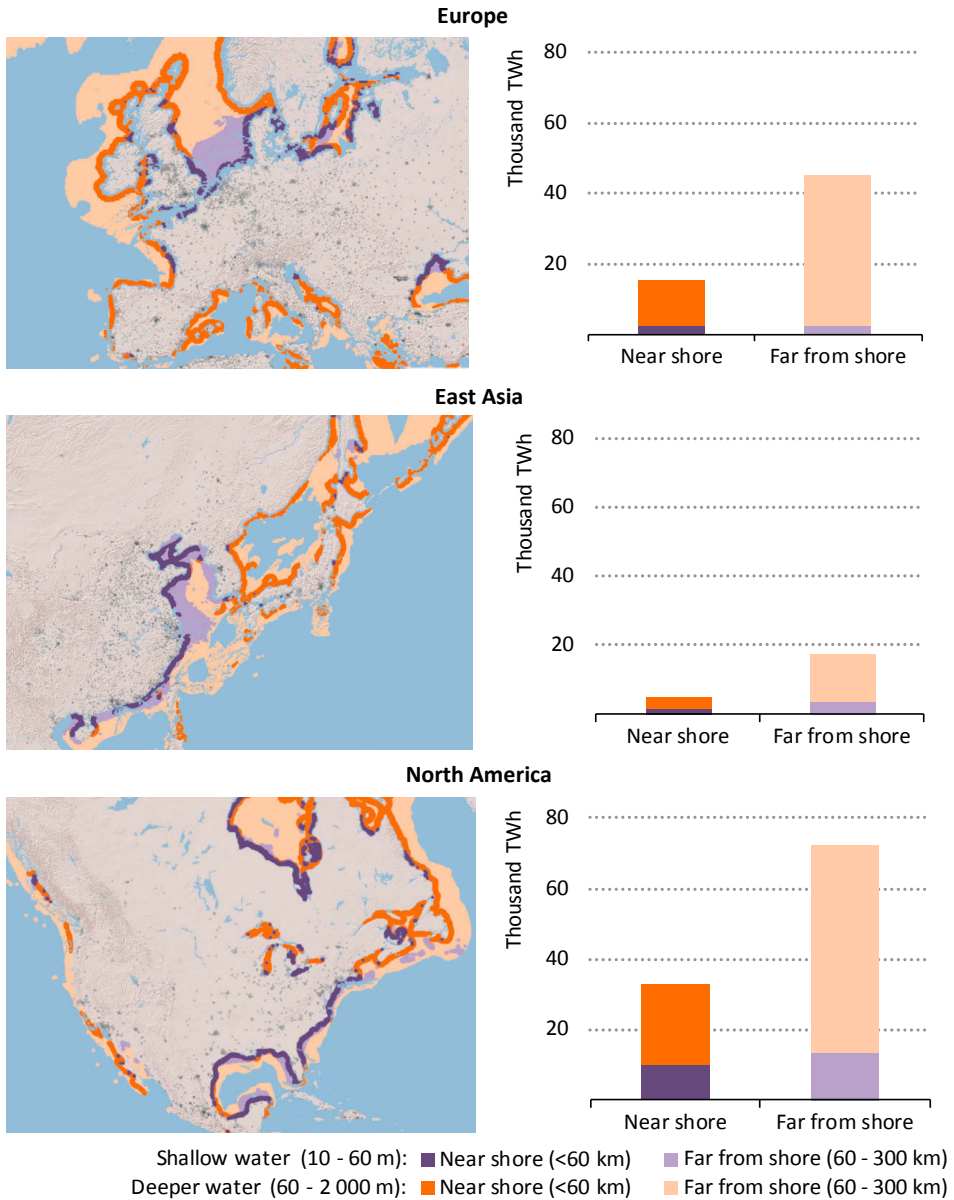 Europe
Thousand TWh
80
60
40
20
Near shore
Far from shore
East Asia
Thousand TWh
80
60
40
20
Near shore
Far from shore
North America
Thousand TWh
80
60
40
20
Near shore
Far from shore
Shallow water (10 - 60 m): Near shore (<60 km) Far from shore (60 - 300 km)
Deeper water (60 - 2 000 m): Near shore (<60 km) Far from shore (60 - 300 km)